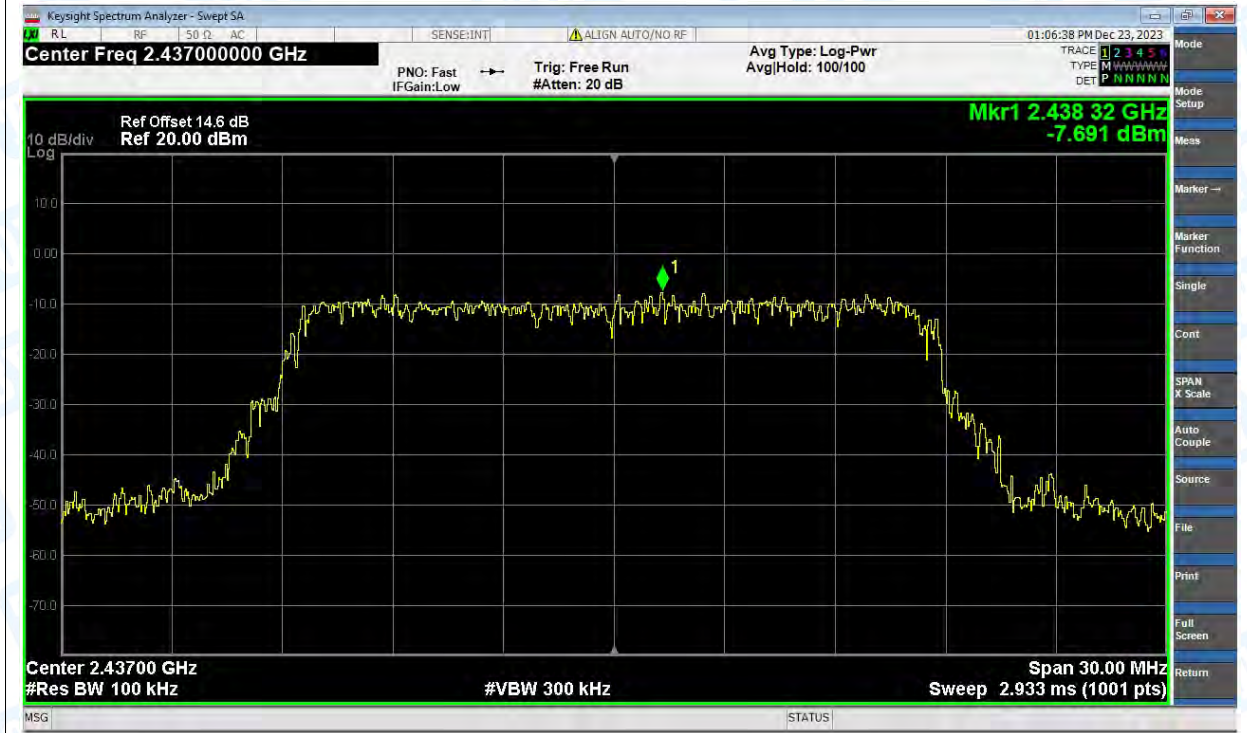 Keysight Spectrum Analyzer - Swept SA
LXI RL RF 50 Ω AC SENSE:INT ALIGN AUTO/NO RF 01:06:38 PM Dec 23, 2023
Center Freq 2.437000000 GHz
PNO: Fast
IFGain:Low
Trig: Free Run
#Atten: 20 dB
Avg Type: Log-Pwr
Avg|Hold: 100/100
TRACE 1 2 3 4 5 6
TYPE M WWWWW
DET P N N N N N
Mkr1 2.438 32 GHz
-7.691 dBm
Ref Offset 14.6 dB
10 dB/div Ref 20.00 dBm
Log
10.0
0.00
-10.0
-20.0
-30.0
-40.0
-50.0
-60.0
-70.0
1
Center 2.43700 GHz
Span 30.00 MHz
#Res BW 100 kHz
#VBW 300 kHz
Sweep 2.933 ms (1001 pts)
MSG
STATUS
Mode
Mode
Setup
Meas
Marker→
Marker
Function
Single
Cont
SPAN
X Scale
Auto
Couple
Source
File
Print
Full
Screen
Return